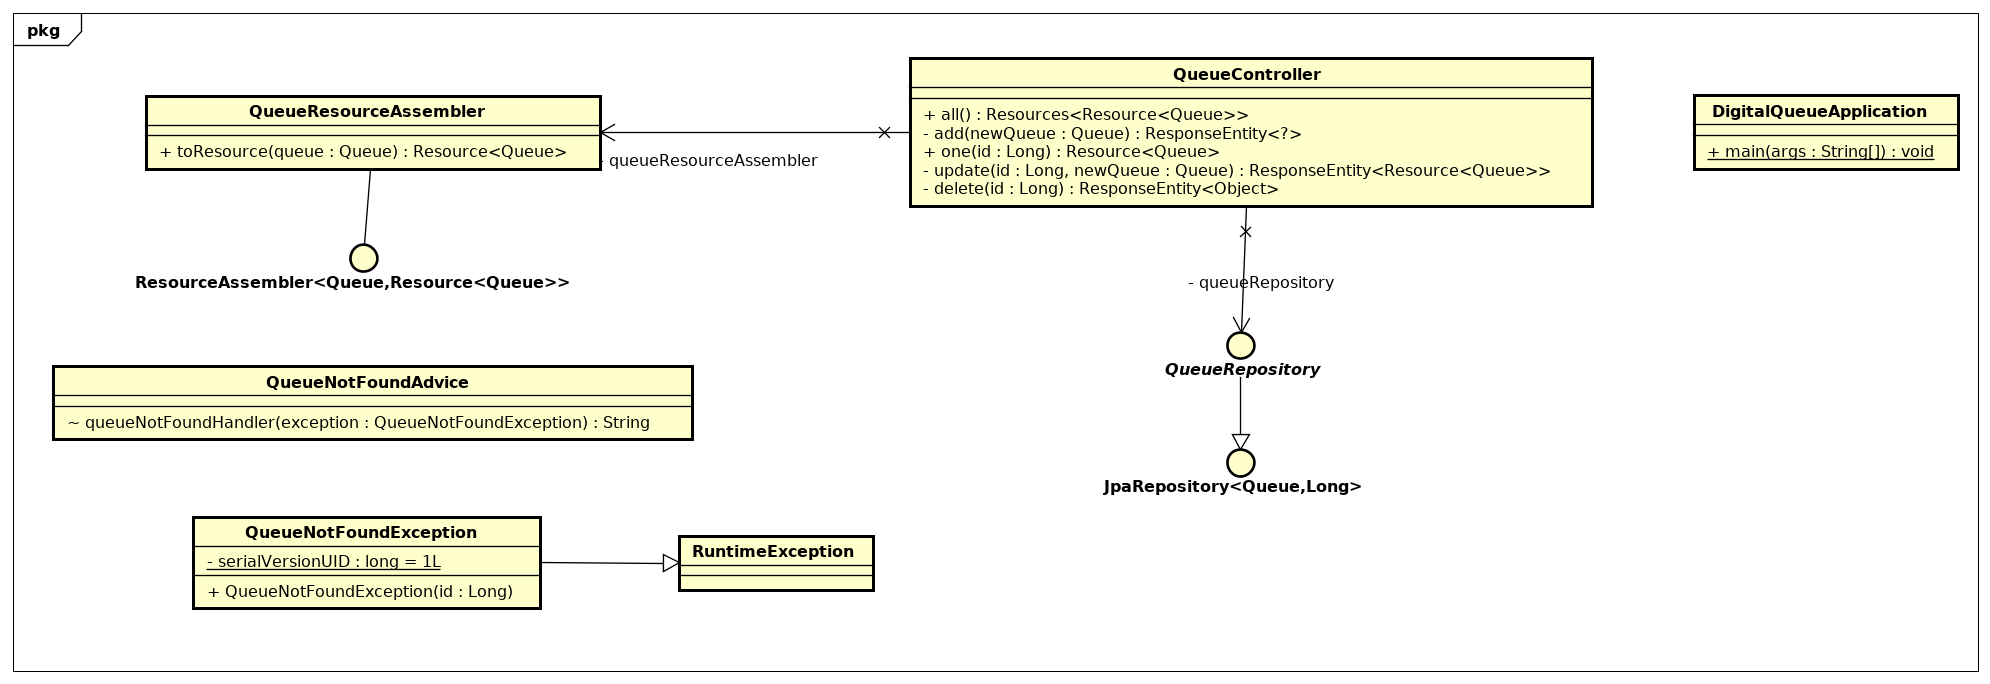 pkg
QueueResourceAssembler
+ toResource(queue : Queue) : Resource<Queue>
- queueResourceAssembler
QueueController
+ all() : Resources<Resource<Queue>>
- add(newQueue : Queue) : ResponseEntity<?>
+ one(id : Long) : Resource<Queue>
- update(id : Long, newQueue : Queue) : ResponseEntity<Resource<Queue>>
- delete(id : Long) : ResponseEntity<Object>
DigitalQueueApplication
+ main(args : String[]) : void
ResourceAssembler<Queue,Resource<Queue>>
- queueRepository
QueueRepository
JpaRepository<Queue,Long>
QueueNotFoundAdvice
~ queueNotFoundHandler(exception : QueueNotFoundException) : String
QueueNotFoundException
- serialVersionUID : long = 1L
+ QueueNotFoundException(id : Long)
RuntimeException